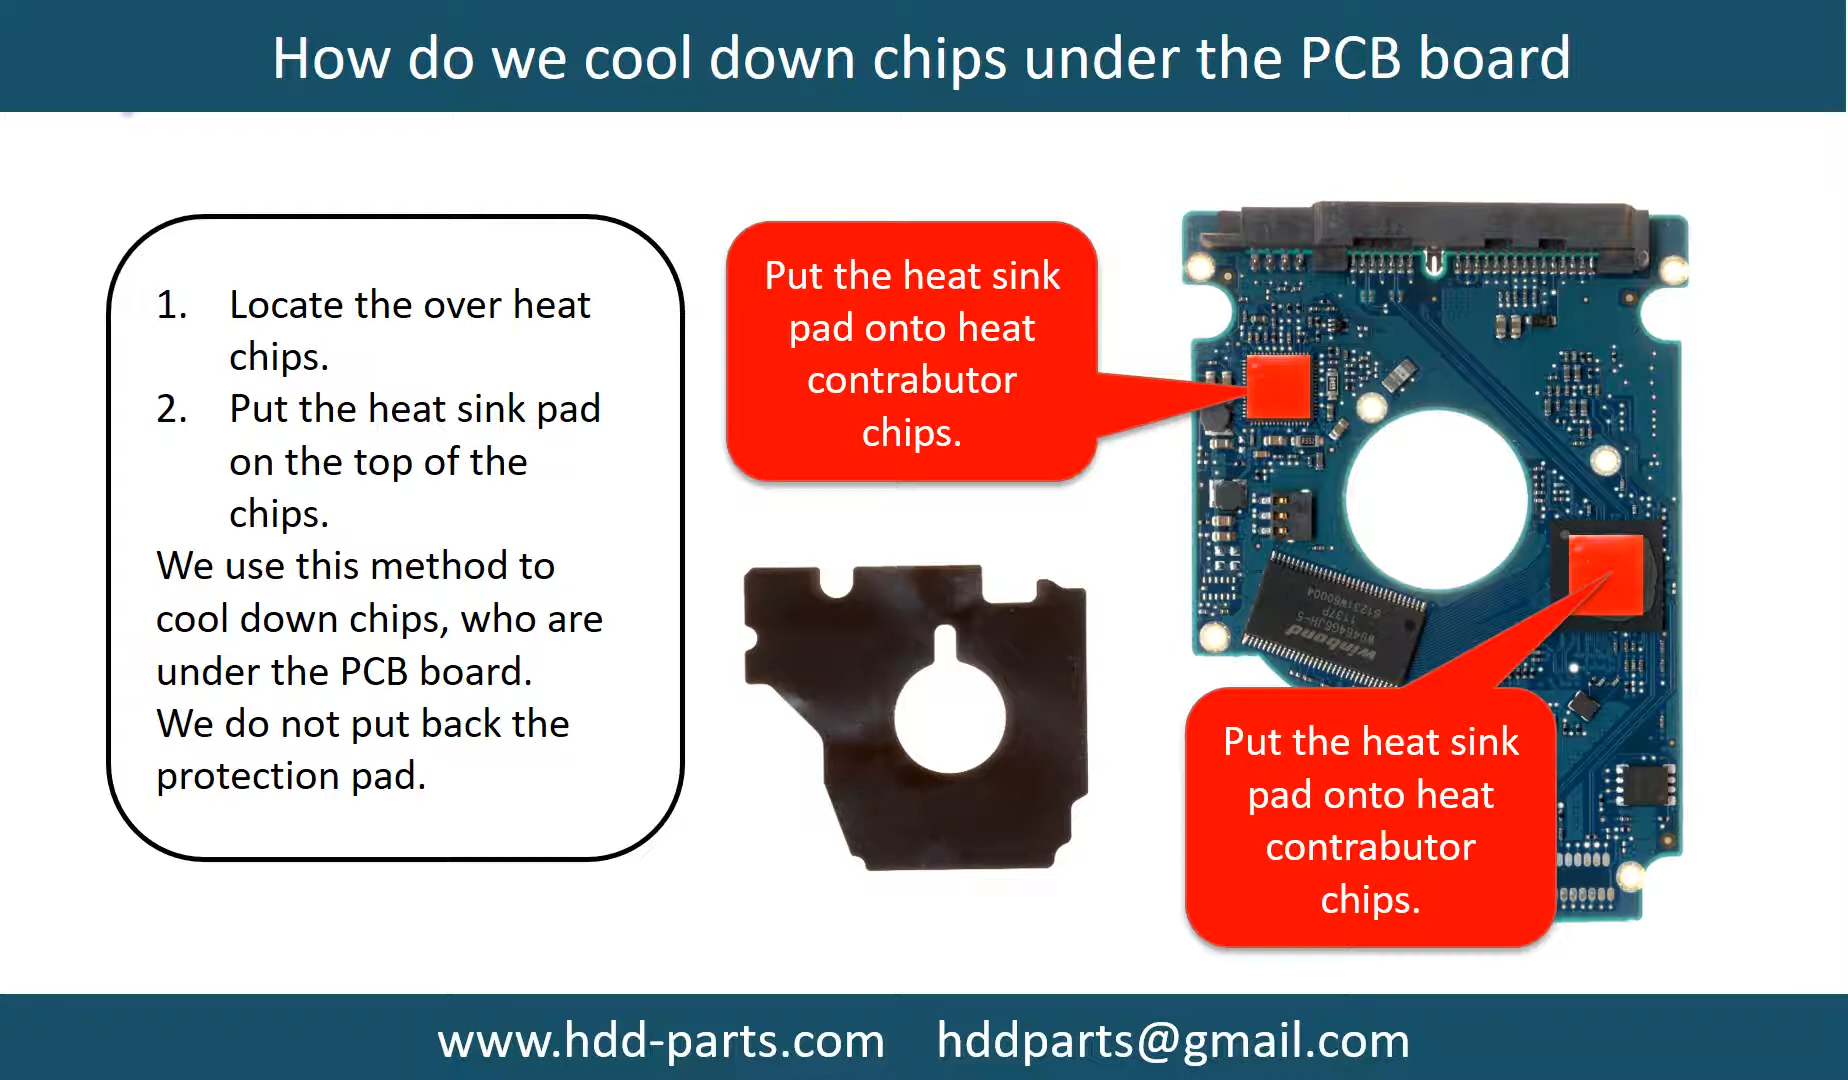 How do we cool down chips under the PCB board
1. Locate the over heat
chips.
2. Put the heat sink pad
on the top of the
chips.
We use this method to
cool down chips, who are
under the PCB board.
We do not put back the
protection pad.
Put the heat sink
pad onto heat
contrabutor
chips.
winbond
W9464G6JH-5
1137P
61231W60004
Put the heat sink
pad onto heat
contrabutor
chips.
www.hdd-parts.com hddparts@gmail.com